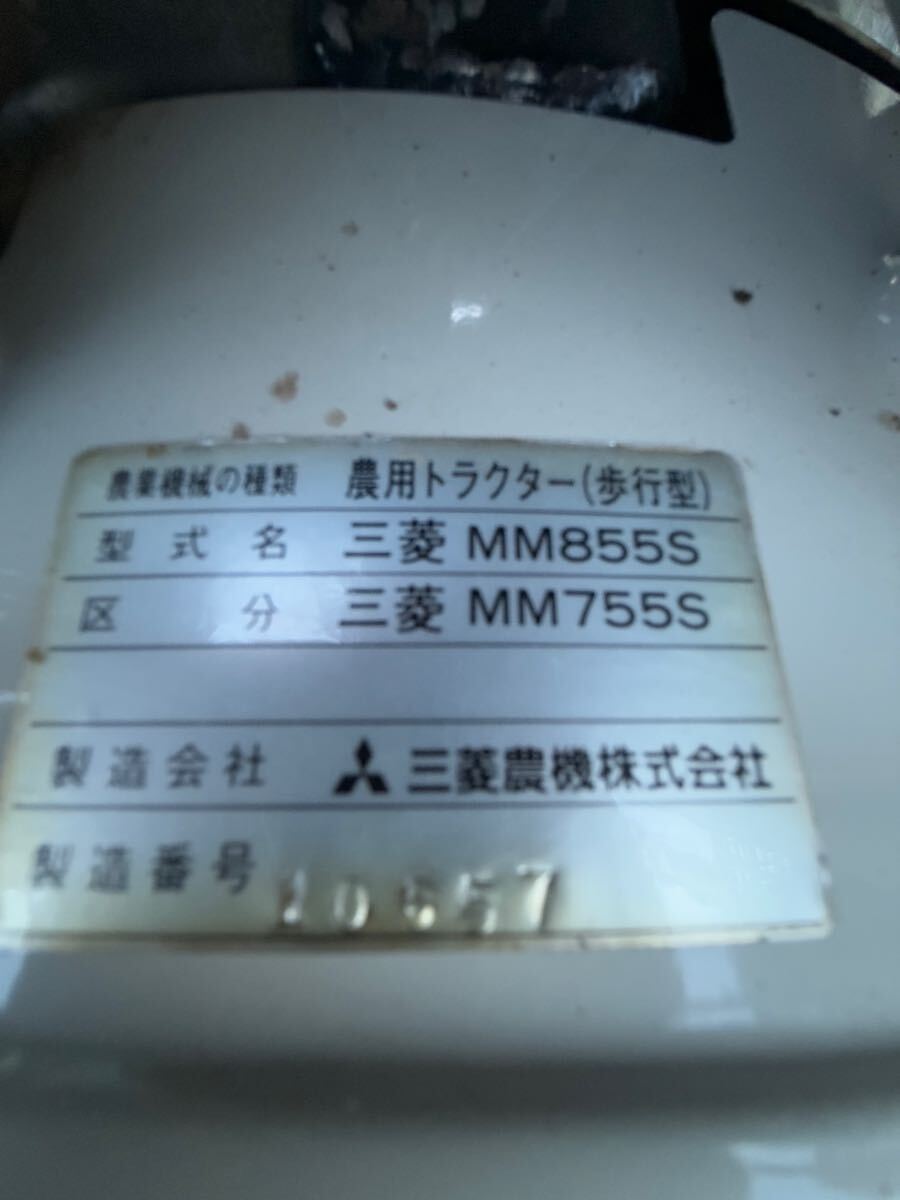 農業機械の種類 農用トラクター(歩行型)
型式名 三菱 MM855S
区分 三菱 MM755S
製造会社 三菱農機株式会社
製造番号 10657